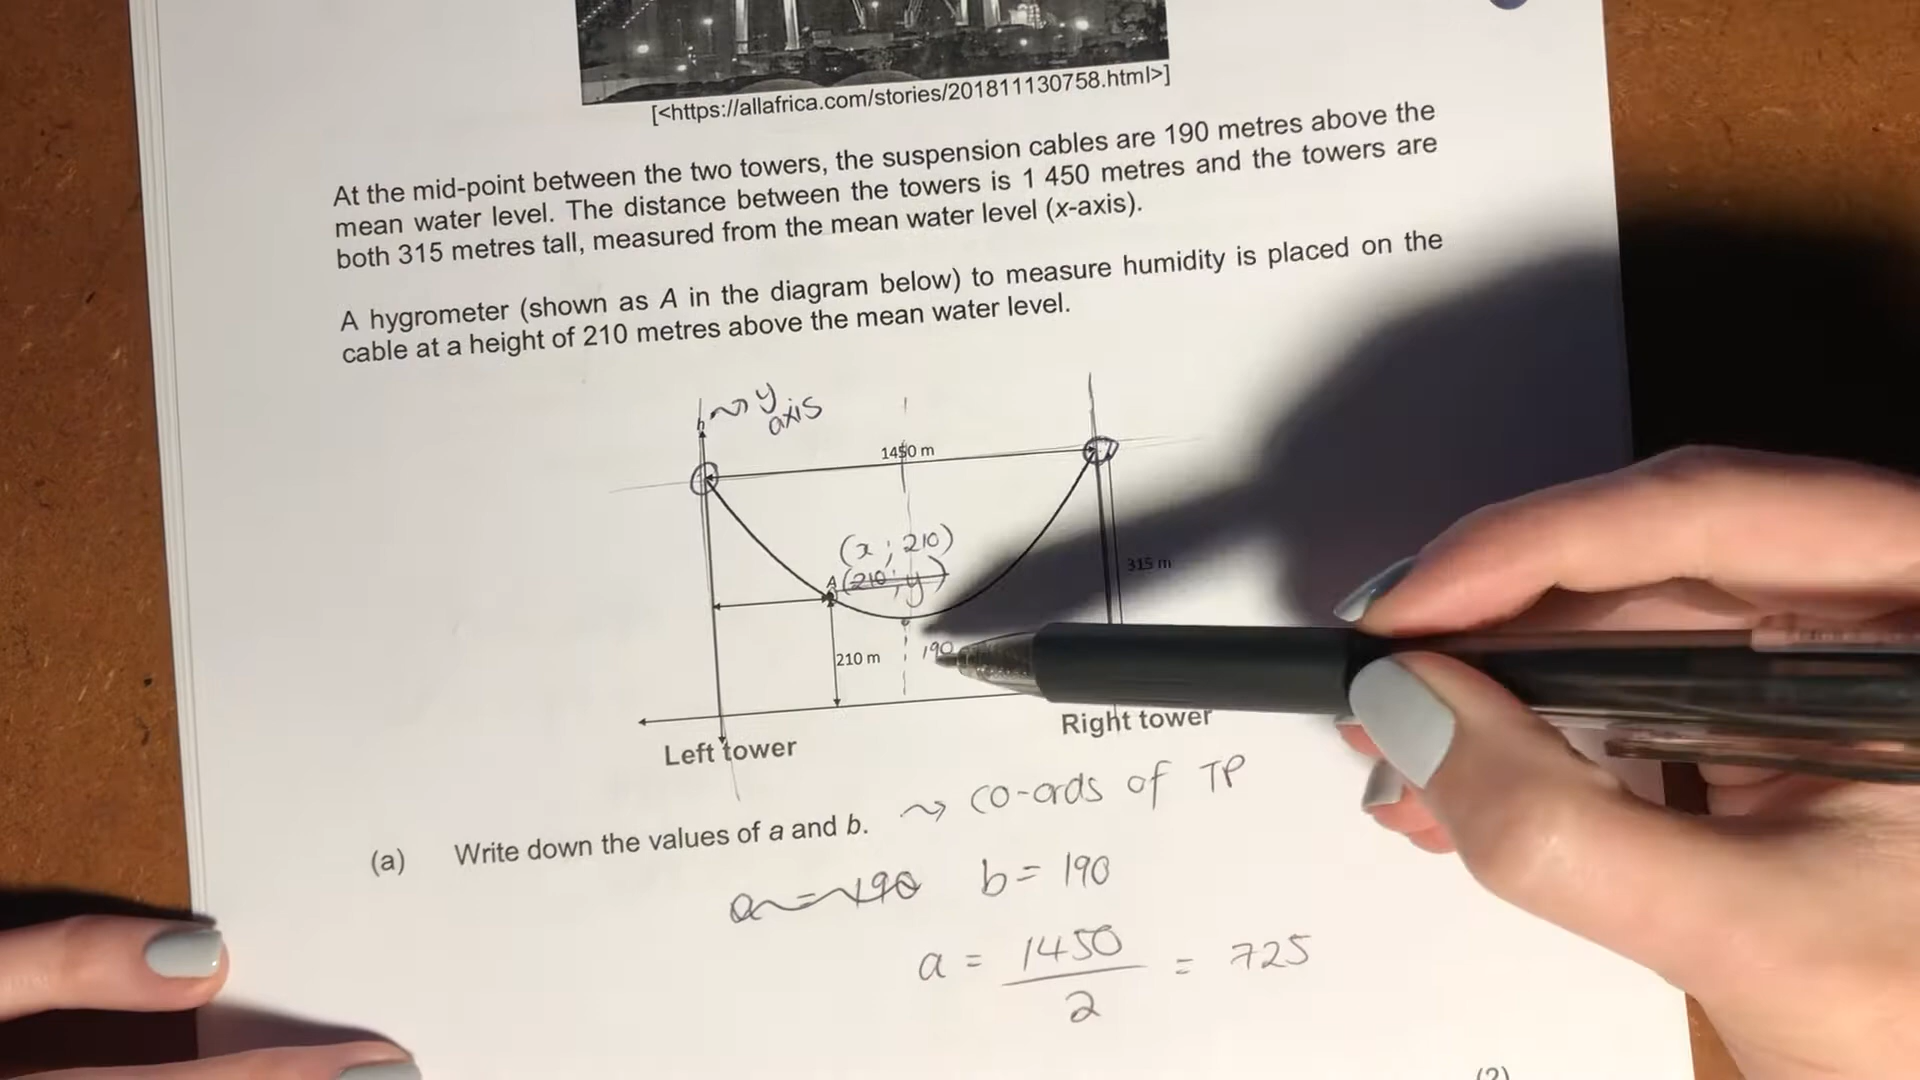 [<https://allafrica.com/stories/201811130758.html>]
At the mid-point between the two towers, the suspension cables are 190 metres above the
mean water level. The distance between the towers is 1 450 metres and the towers are
both 315 metres tall, measured from the mean water level (x-axis).
A hygrometer (shown as A in the diagram below) to measure humidity is placed on the
cable at a height of 210 metres above the mean water level.
y
axis
h
1450 m
(x ; 210)
A (210 ; y)
315 m
190
210 m
Left tower
Right tower
(a) Write down the values of a and b. ⇝ co-ords of TP
a = 190 b = 190
a = 1450 / 2 = 725
(2)